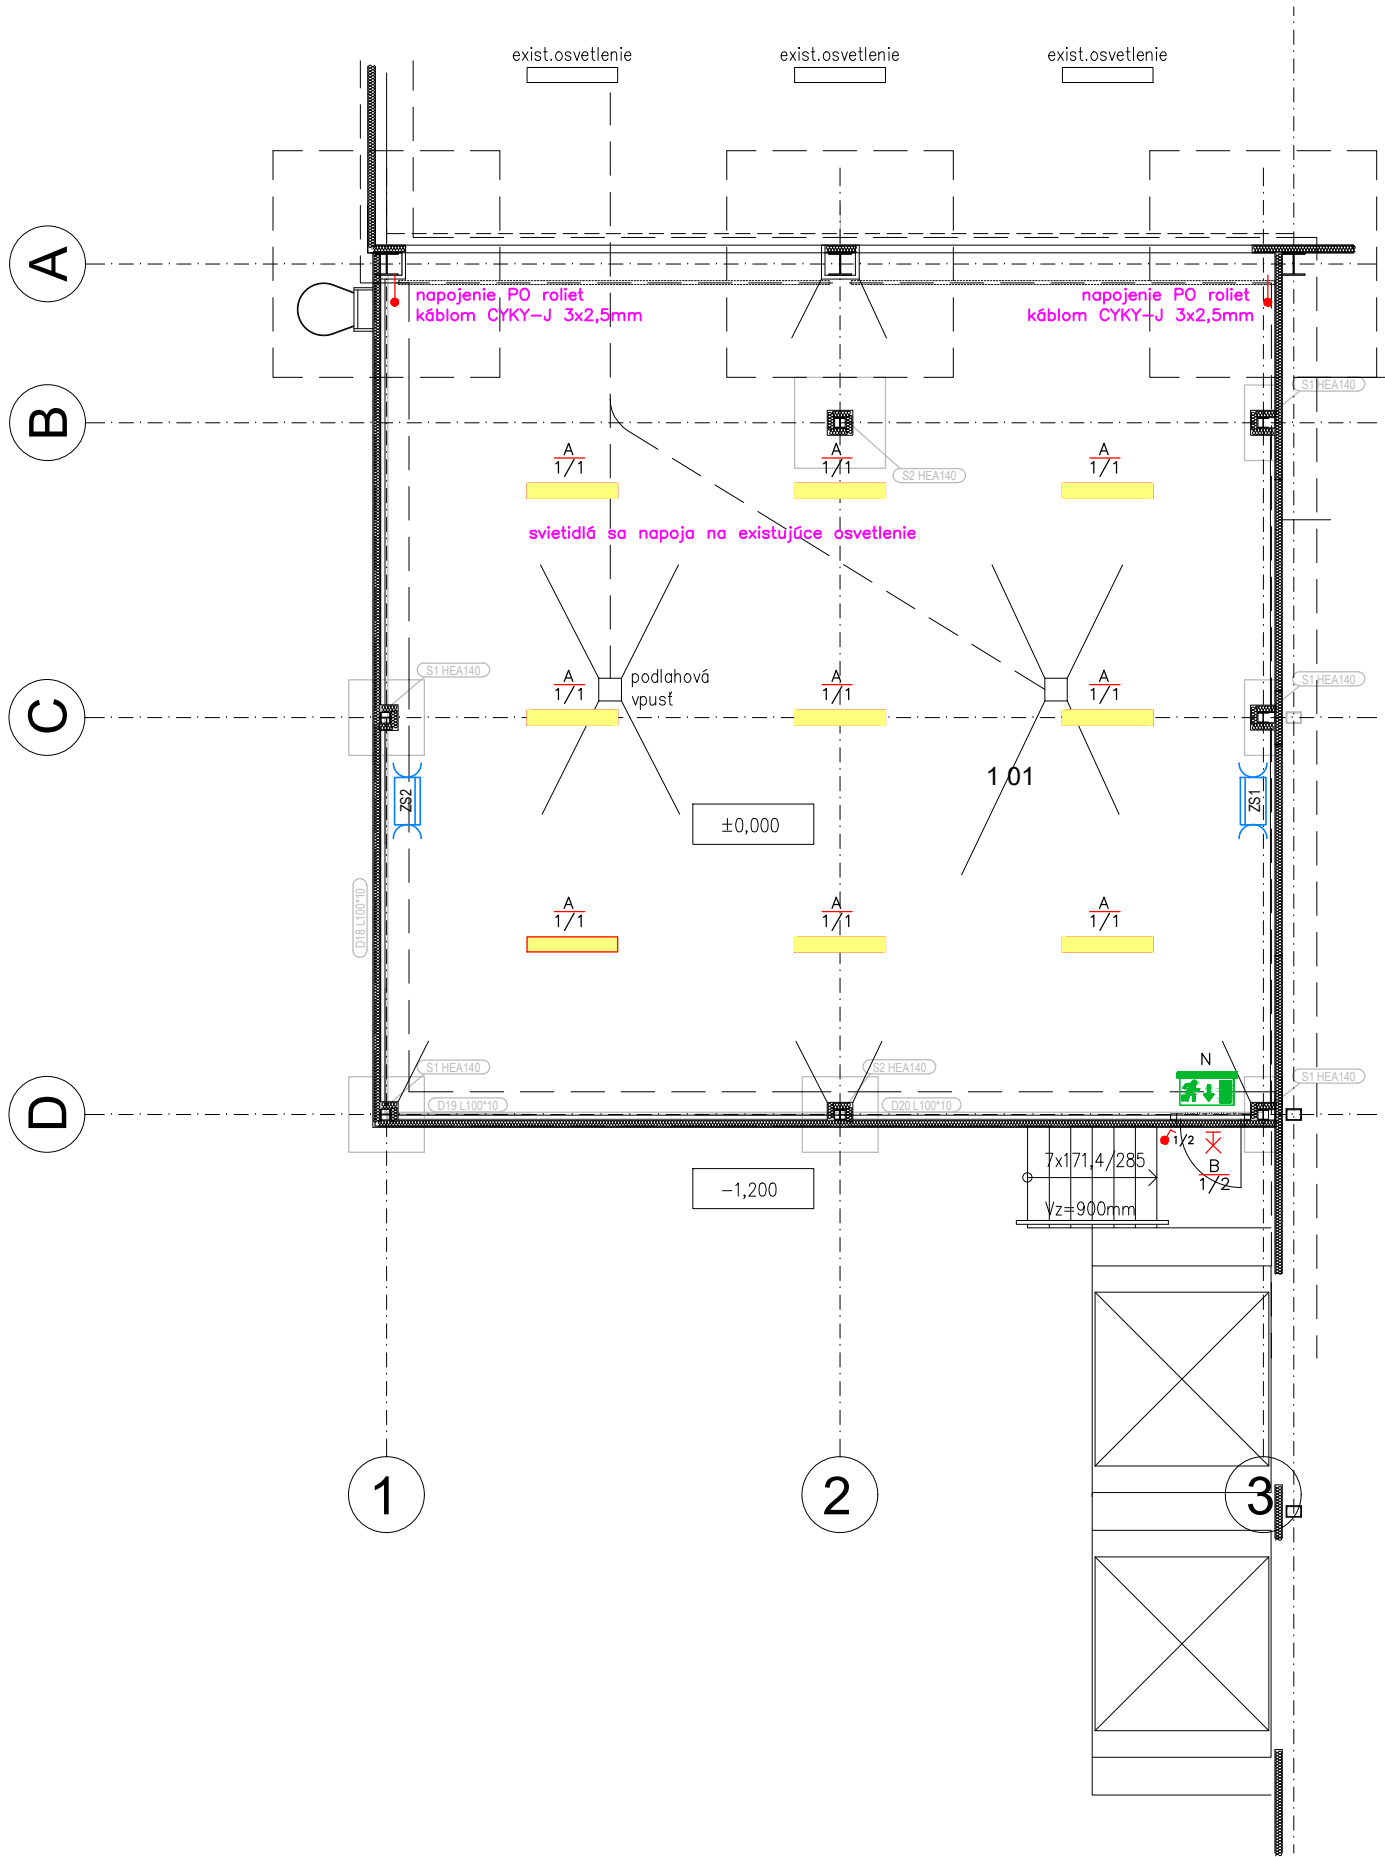 exist.osvetlenie
exist.osvetlenie
exist.osvetlenie
A
napojenie PO roliet
káblom CYKY-J 3x2,5mm
napojenie PO roliet
káblom CYKY-J 3x2,5mm
S1 HEA140
B
A
1/1
A
1/1
A
1/1
S2 HEA140
svietidlá sa napoja na existujúce osvetlenie
S1 HEA140
A
1/1
podlahová
vpusť
A
1/1
A
1/1
S1 HEA140
C
1 01
ZS2
ZS1
±0,000
D18 L100*10
A
1/1
A
1/1
A
1/1
S1 HEA140
S2 HEA140
N
S1 HEA140
D19 L100*10
D20 L100*10
D
1/2
7x171,4/285
B
1/2
-1,200
Vz=900mm
1
2
3